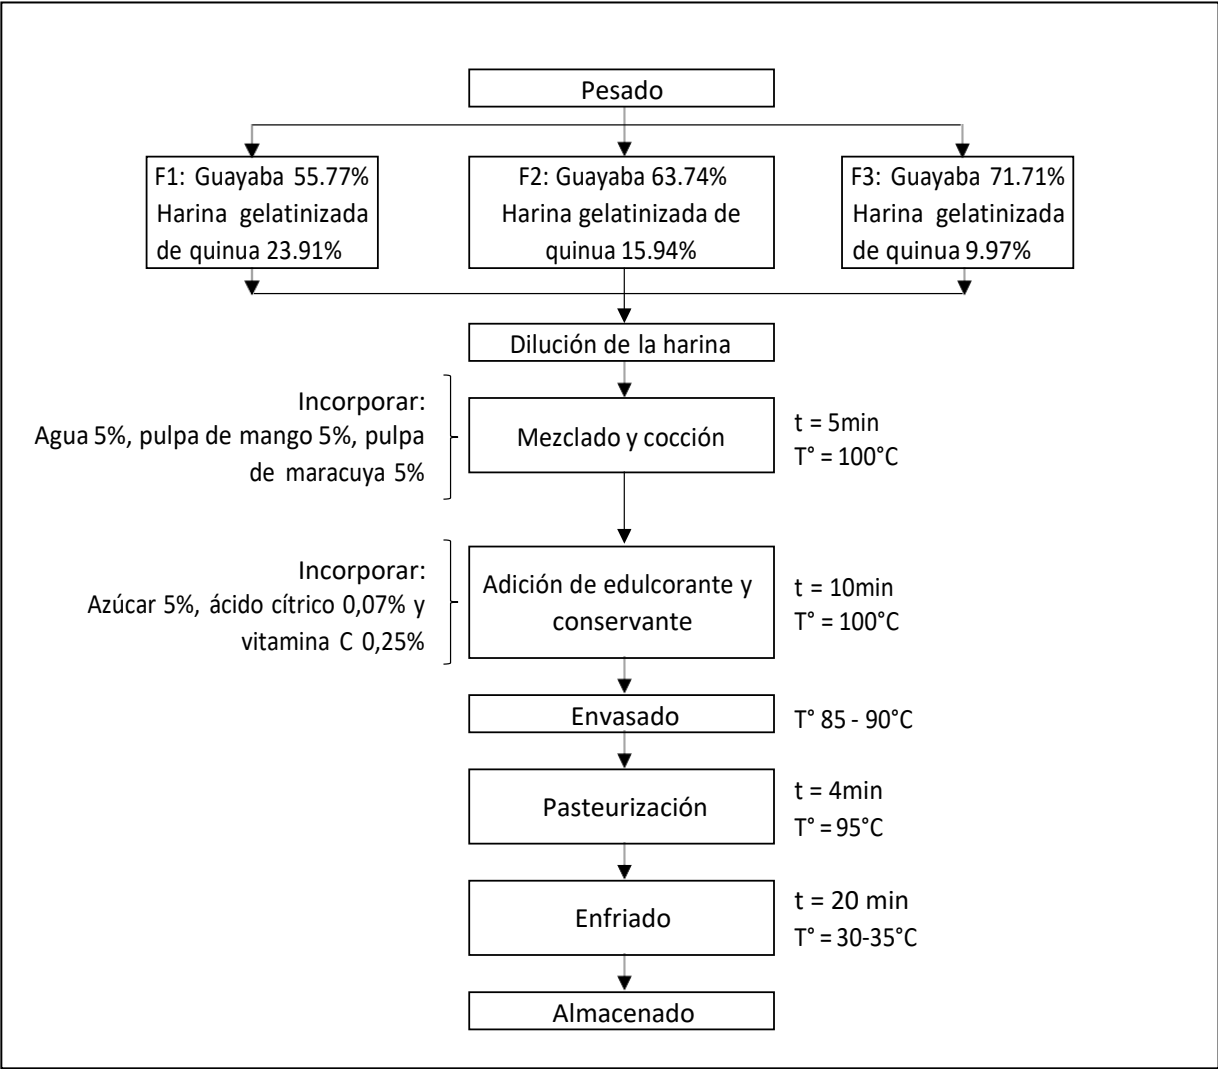 Pesado
F1: Guayaba 55.77%
Harina gelatinizada
de quinua 23.91%
F2: Guayaba 63.74%
Harina gelatinizada de
quinua 15.94%
F3: Guayaba 71.71%
Harina gelatinizada
de quinua 9.97%
Dilución de la harina
Incorporar:
Agua 5%, pulpa de mango 5%, pulpa
de maracuya 5%
Mezclado y cocción
t = 5min
T° = 100°C
Incorporar:
Azúcar 5%, ácido cítrico 0,07% y
vitamina C 0,25%
Adición de edulcorante y
conservante
t = 10min
T° = 100°C
Envasado
T° 85 - 90°C
Pasteurización
t = 4min
T° = 95°C
Enfriado
t = 20 min
T° = 30-35°C
Almacenado